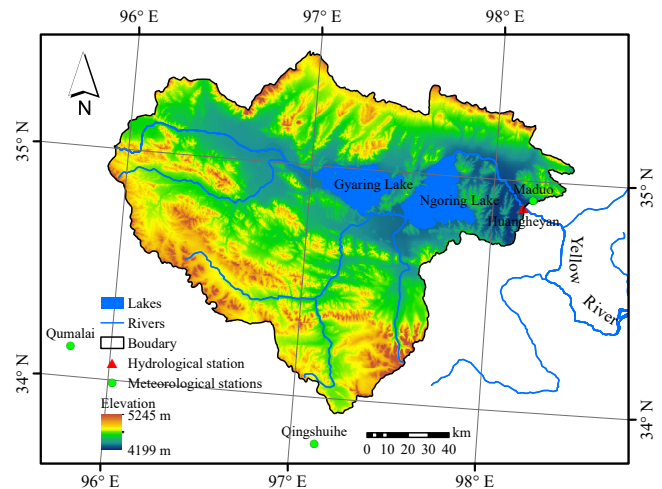 96° E
97° E
98° E
N
35° N
35° N
Gyaring Lake
Ngoring Lake
Maduo
Huangheyan
Yellow
River
Lakes
Rivers
Boudary
Hydrological station
Meteorological stations
Qumalai
34° N
34° N
Elevation
5245 m
4199 m
Qingshuihe
km
0 10 20 30 40
96° E
97° E
98° E